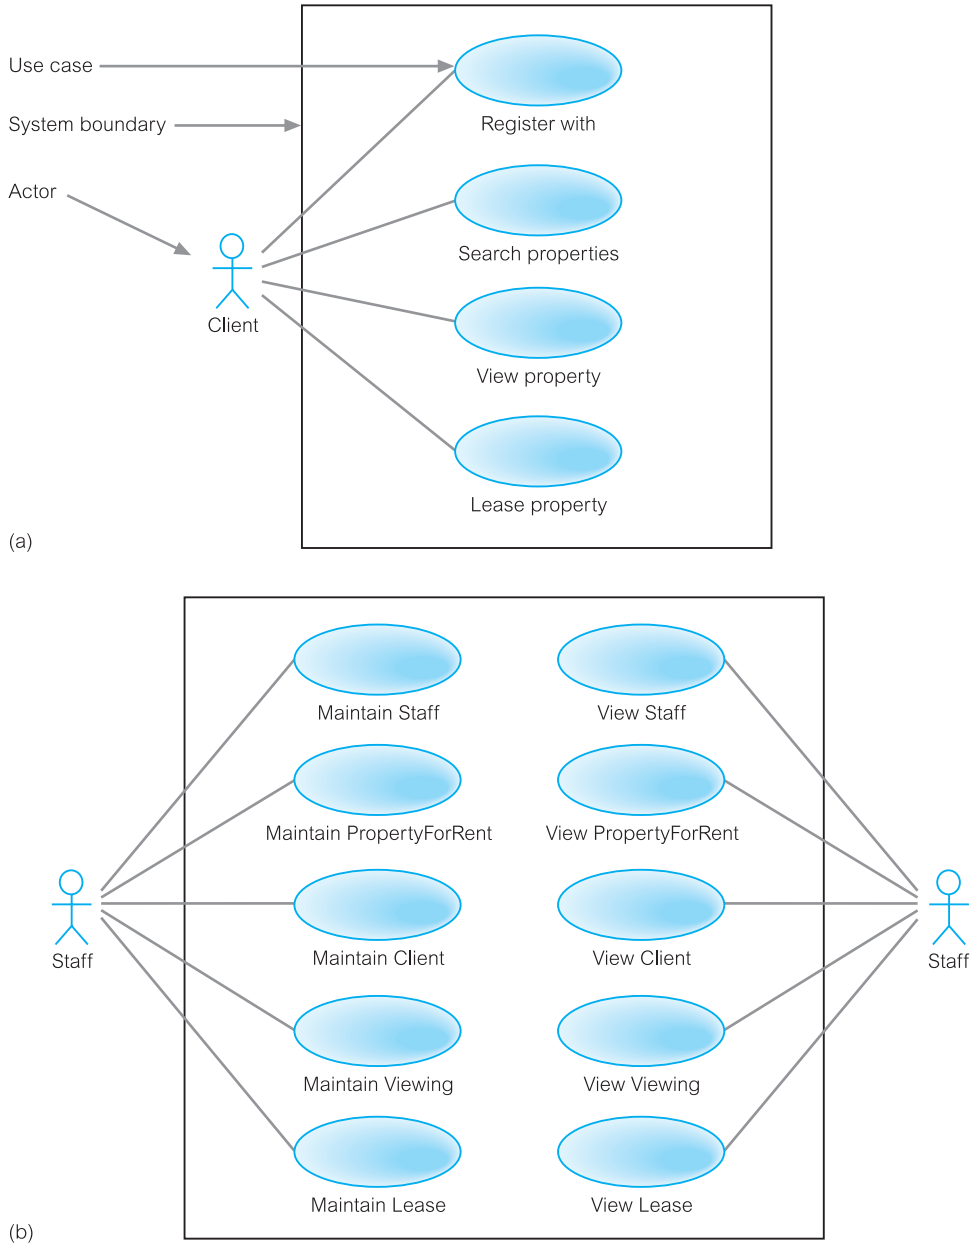 Use case
Register with
System boundary
Actor
Search properties
Client
View property
Lease property
(a)
Maintain Staff
View Staff
Maintain PropertyForRent
View PropertyForRent
Staff
Maintain Client
View Client
Staff
Maintain Viewing
View Viewing
Maintain Lease
View Lease
(b)